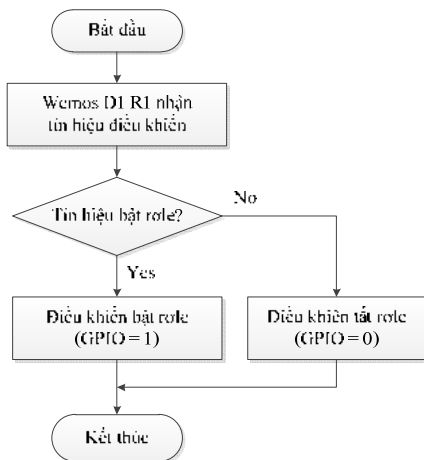 Bắt đầu
Wemos D1 R1 nhận
tín hiệu điều khiển
Tín hiệu bật rơle?
No
Yes
Điều khiển bật rơle
(GPIO = 1)
Điều khiển tắt rơle
(GPIO = 0)
Kết thúc